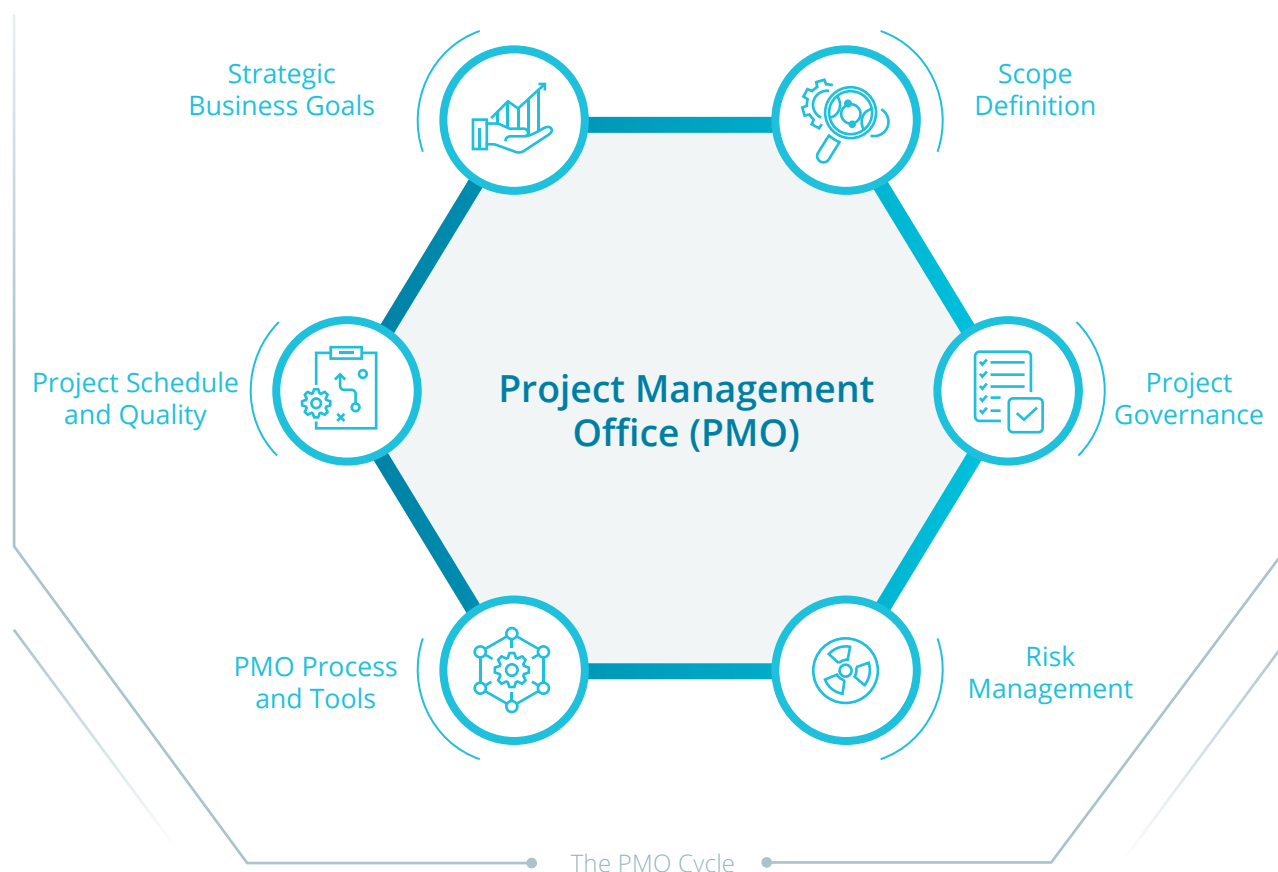 Strategic
Business Goals
Scope
Definition
Project Schedule
and Quality
Project Management
Office (PMO)
Project
Governance
PMO Process
and Tools
Risk
Management
The PMO Cycle